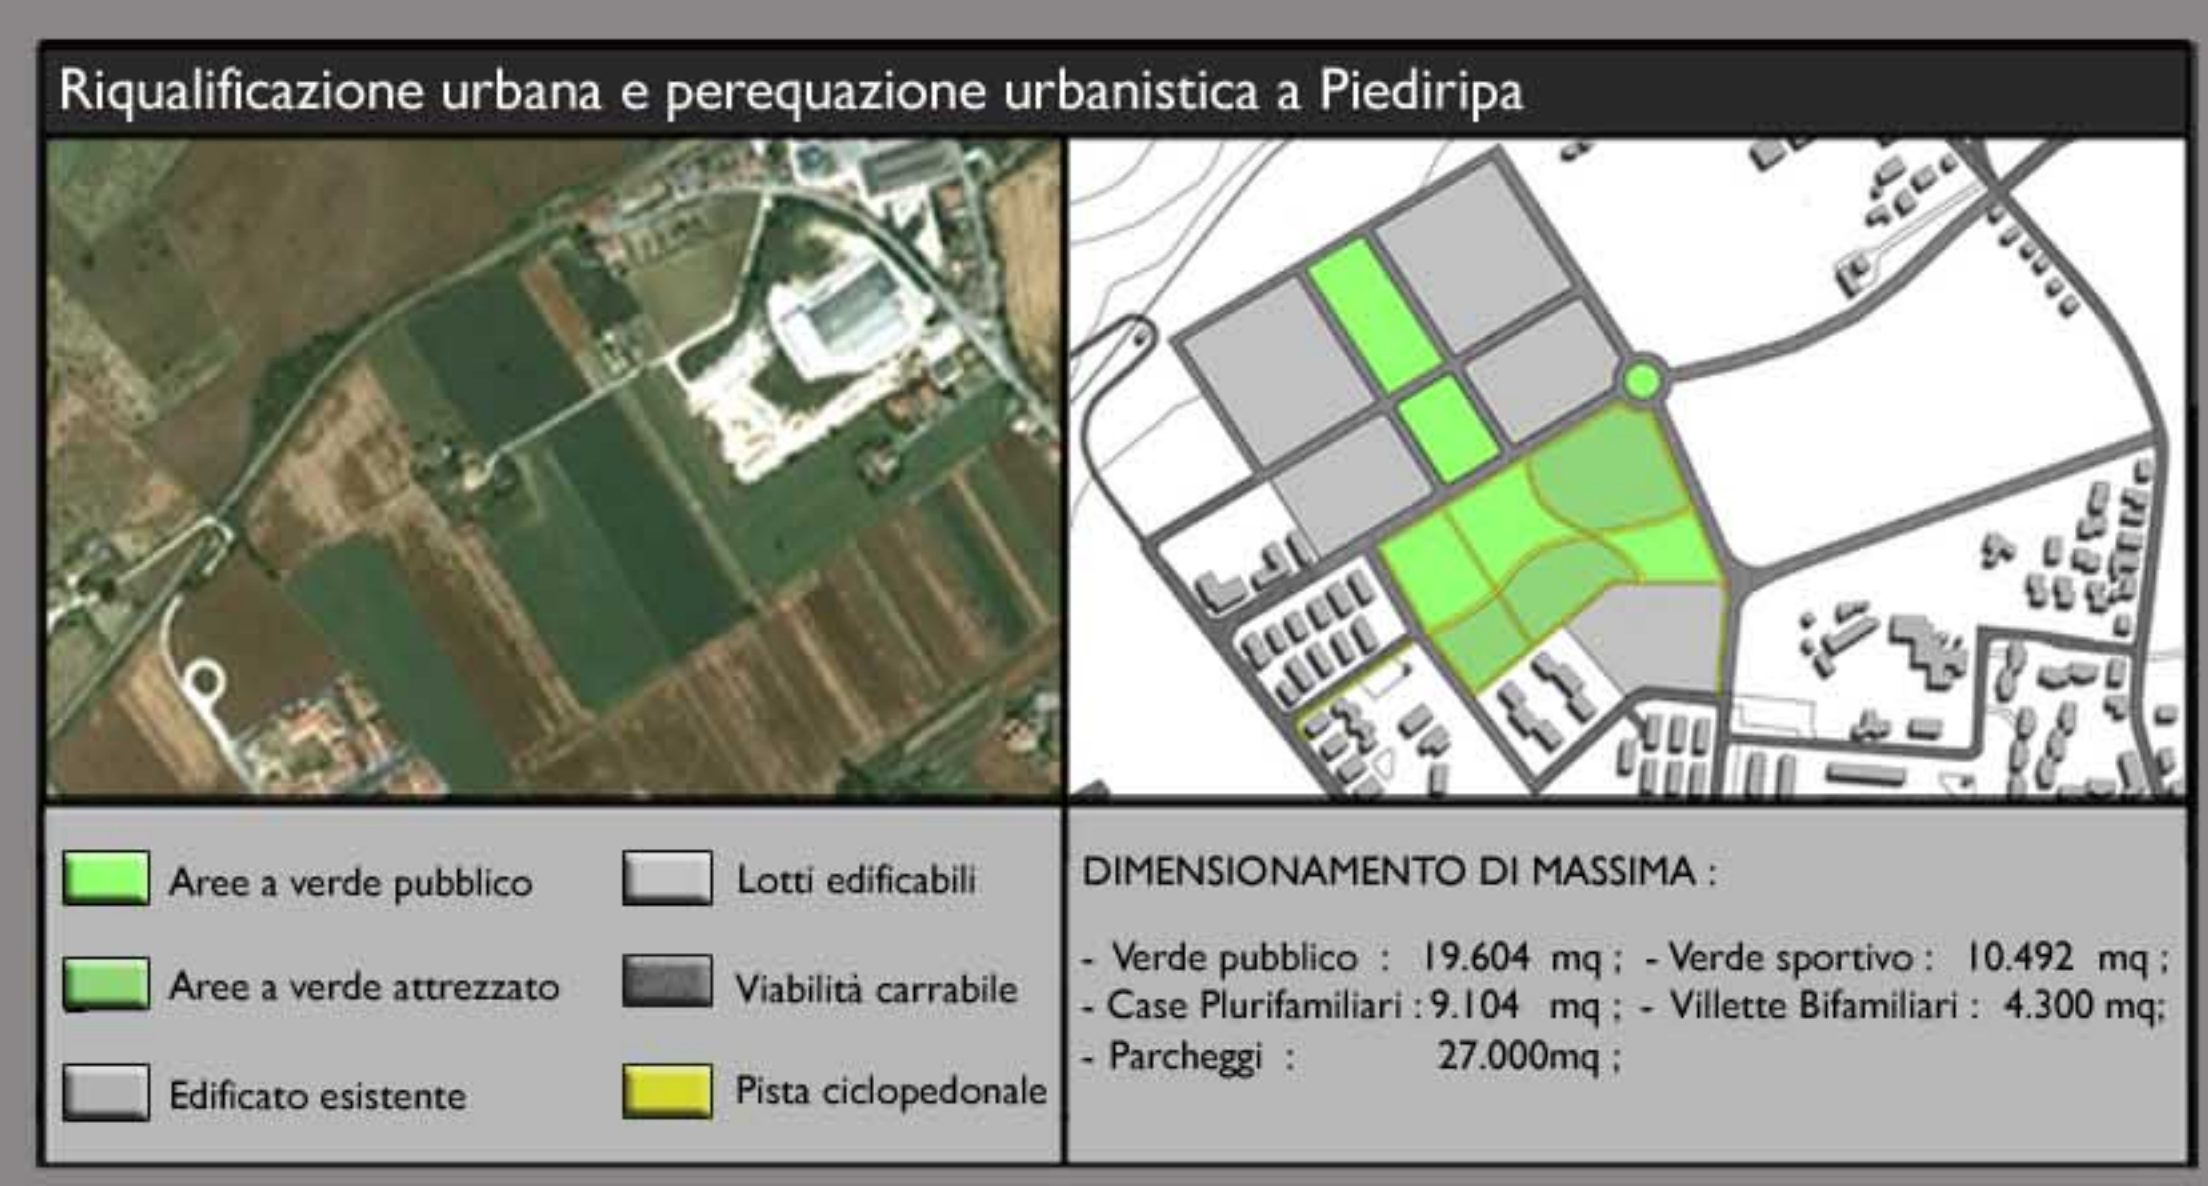 Riqualificazione urbana e perequazione urbanistica a Piediripa
Aree a verde pubblico
Lotti edificabili
Aree a verde attrezzato
Viabilità carrabile
Edificato esistente
Pista ciclopedonale
DIMENSIONAMENTO DI MASSIMA :
- Verde pubblico : 19.604 mq ; - Verde sportivo : 10.492 mq ;
- Case Plurifamiliari : 9.104 mq ; - Villette Bifamiliari : 4.300 mq;
- Parcheggi : 27.000mq ;